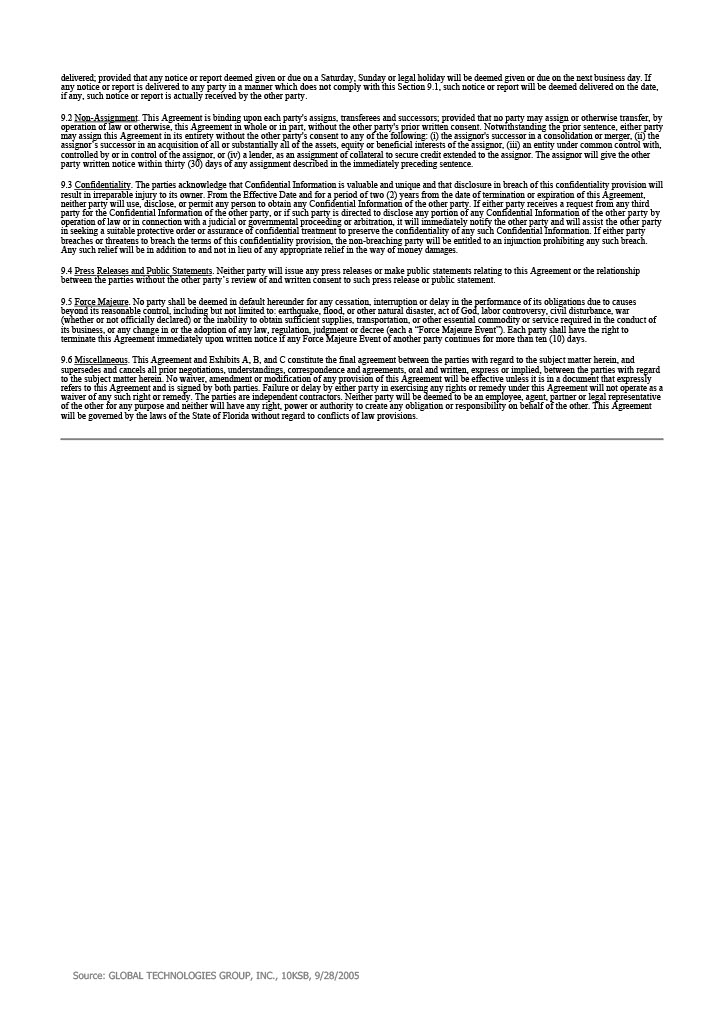 delivered; provided that any notice or report deemed given or due on a Saturday, Sunday or legal holiday will be deemed given or due on the next business day. If
any notice or report is delivered to any party in a manner which does not comply with this Section 9.1, such notice or report will be deemed delivered on the date,
if any, such notice or report is actually received by the other party.
9.2 Non-Assignment. This Agreement is binding upon each party's assigns, transferees and successors; provided that no party may assign or otherwise transfer, by
operation of law or otherwise, this Agreement in whole or in part, without the other party's prior written consent. Notwithstanding the prior sentence, either party
may assign this Agreement in its entirety without the other party's consent to any of the following: (i) the assignor's successor in a consolidation or merger, (ii) the
assignor's successor in an acquisition of all or substantially all of the assets, equity or beneficial interests of the assignor, (iii) an entity under common control with,
controlled by or in control of the assignor, or (iv) a lender, as an assignment of collateral to secure credit extended to the assignor. The assignor will give the other
party written notice within thirty (30) days of any assignment described in the immediately preceding sentence.
9.3 Confidentiality. The parties acknowledge that Confidential Information is valuable and unique and that disclosure in breach of this confidentiality provision will
result in irreparable injury to its owner. From the Effective Date and for a period of two (2) years from the date of termination or expiration of this Agreement,
neither party will use, disclose, or permit any person to obtain any Confidential Information of the other party. If either party receives a request from any third
party for the Confidential Information of the other party, or if such party is directed to disclose any portion of any Confidential Information of the other party by
operation of law or in connection with a judicial or governmental proceeding or arbitration, it will immediately notify the other party and will assist the other party
in seeking a suitable protective order or assurance of confidential treatment to preserve the confidentiality of any such Confidential Information. If either party
breaches or threatens to breach the terms of this confidentiality provision, the non-breaching party will be entitled to an injunction prohibiting any such breach.
Any such relief will be in addition to and not in lieu of any appropriate relief in the way of money damages.
9.4 Press Releases and Public Statements. Neither party will issue any press releases or make public statements relating to this Agreement or the relationship
between the parties without the other party's review of and written consent to such press release or public statement.
9.5 Force Majeure. No party shall be deemed in default hereunder for any cessation, interruption or delay in the performance of its obligations due to causes
beyond its reasonable control, including but not limited to: earthquake, flood, or other natural disaster, act of God, labor controversy, civil disturbance, war
(whether or not officially declared) or the inability to obtain sufficient supplies, transportation, or other essential commodity or service required in the conduct of
its business, or any change in or the adoption of any law, regulation, judgment or decree (each a “Force Majeure Event”). Each party shall have the right to
terminate this Agreement immediately upon written notice if any Force Majeure Event of another party continues for more than ten (10) days.
9.6 Miscellaneous. This Agreement and Exhibits A, B, and C constitute the final agreement between the parties with regard to the subject matter herein, and
supersedes and cancels all prior negotiations, understandings, correspondence and agreements, oral and written, express or implied, between the parties with regard
to the subject matter herein. No waiver, amendment or modification of any provision of this Agreement will be effective unless it is in a document that expressly
refers to this Agreement and is signed by both parties. Failure or delay by either party in exercising any rights or remedy under this Agreement will not operate as a
waiver of any such right or remedy. The parties are independent contractors. Neither party will be deemed to be an employee, agent, partner or legal representative
of the other for any purpose and neither will have any right, power or authority to create any obligation or responsibility on behalf of the other. This Agreement
will be governed by the laws of the State of Florida without regard to conflicts of law provisions.
Source: GLOBAL TECHNOLOGIES GROUP, INC., 10KSB, 9/28/2005